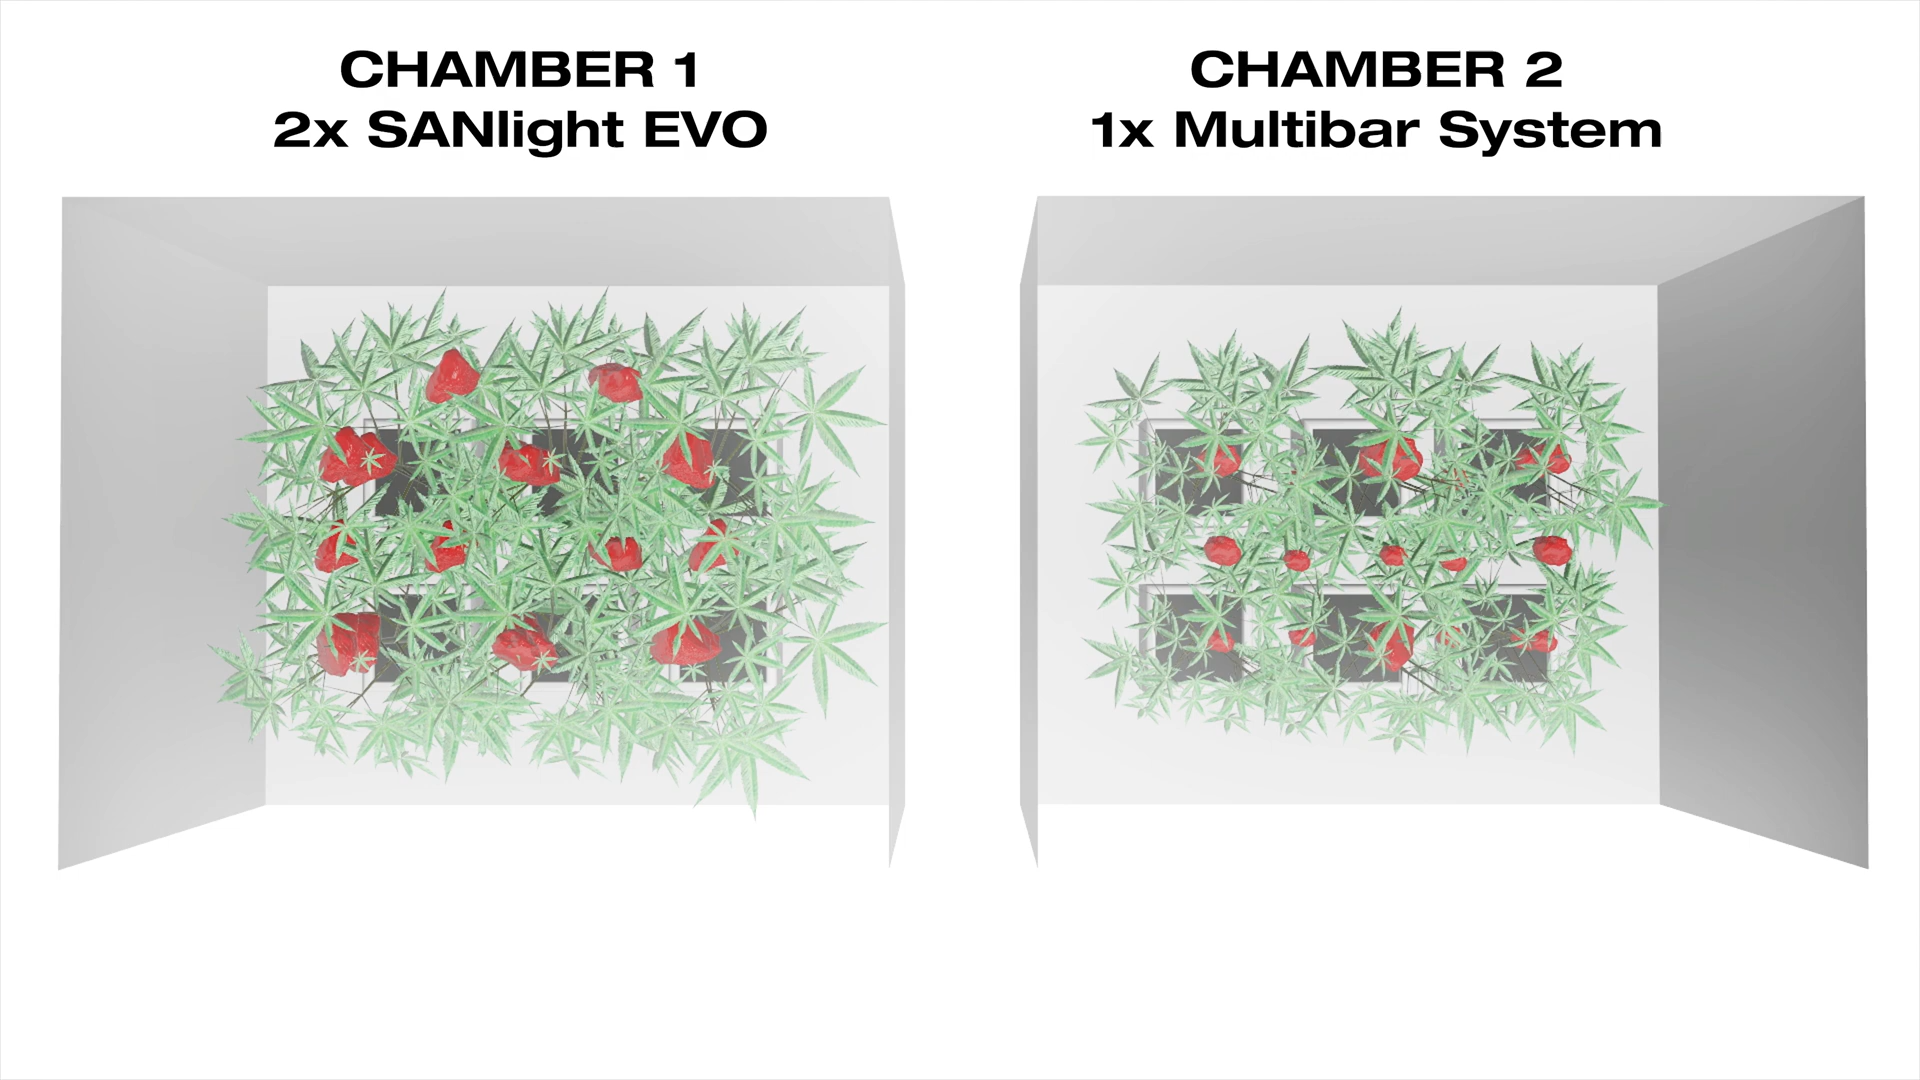 CHAMBER 1
2x SANlight EVO
CHAMBER 2
1x Multibar System